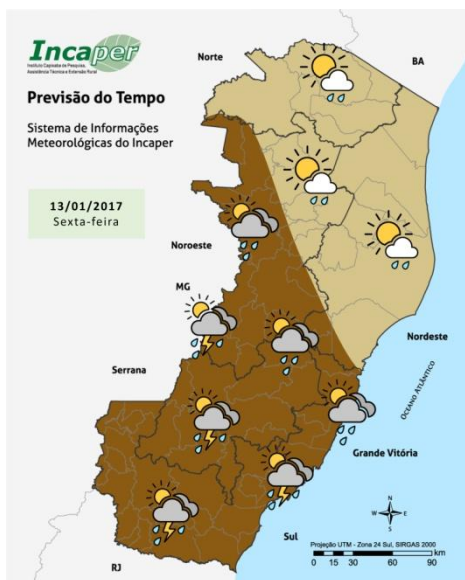 Incaper
Instituto Capixaba de Pesquisa,
Assistência Técnica e Extensão Rural
Previsão do Tempo
Sistema de Informações
Meteorológicas do Incaper
13/01/2017
Sexta-feira
Norte
BA
Noroeste
MG
Nordeste
Serrana
OCEANO ATLÂNTICO
Grande Vitória
Sul
RJ
N
W
E
S
Projeção UTM - Zona 24 Sul, SIRGAS 2000
km
0 15 30 60 90